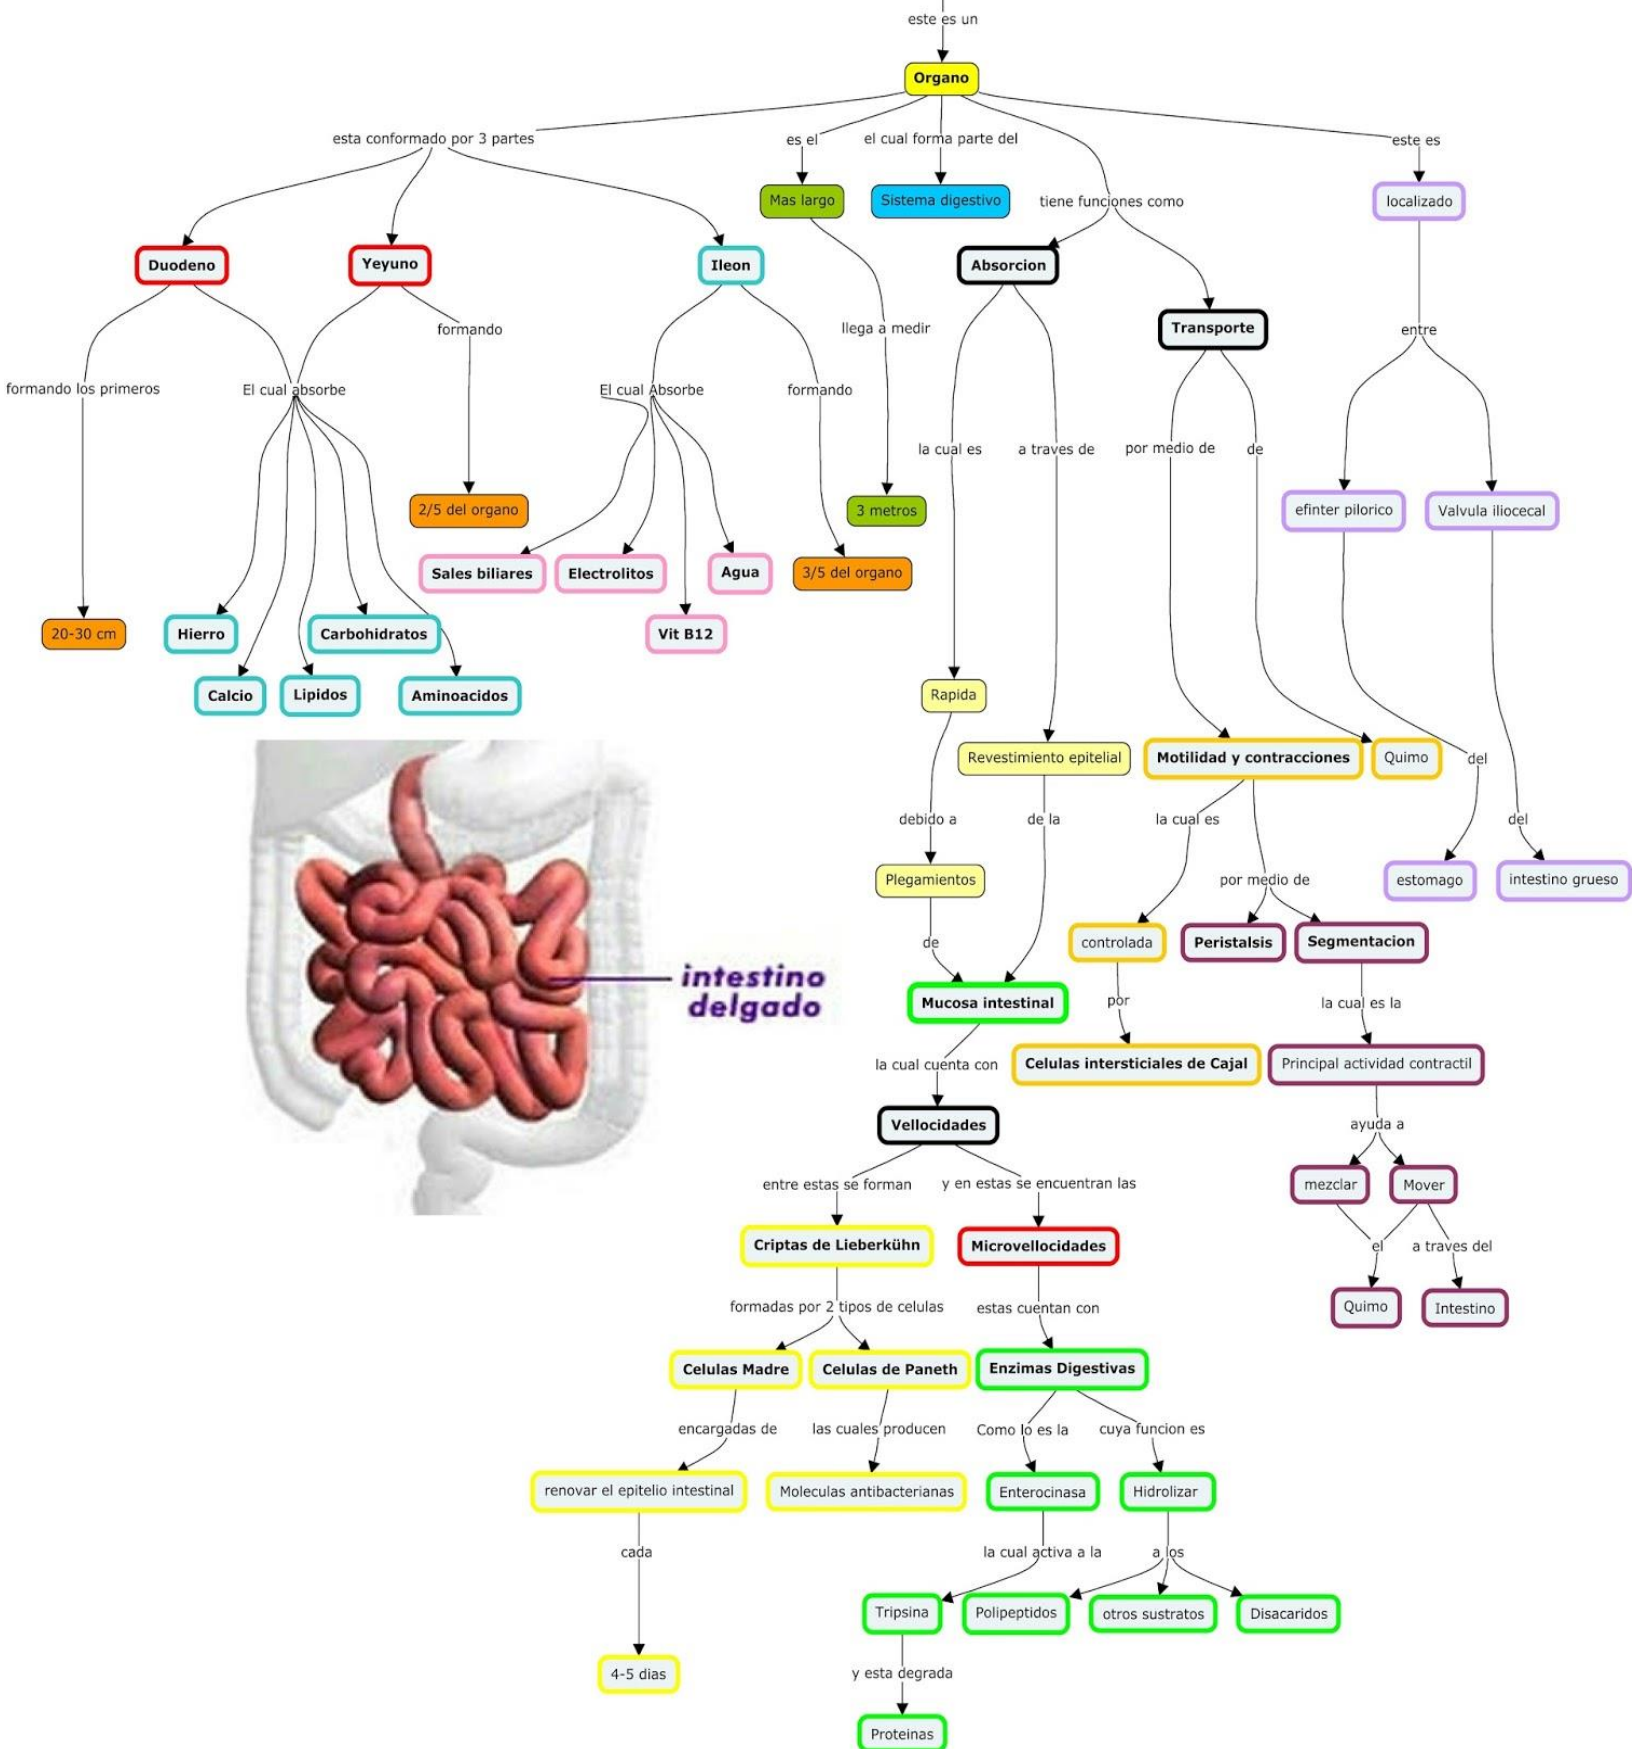 este es un
Organo
esta conformado por 3 partes
es el
el cual forma parte del
este es
Mas largo
Sistema digestivo
tiene funciones como
localizado
Duodeno
Yeyuno
Ileon
Absorcion
formando
llega a medir
Transporte
entre
formando los primeros
El cual absorbe
El cual Absorbe
formando
la cual es
a traves de
por medio de
de
2/5 del organo
3 metros
efinter pilorico
Valvula iliocecal
Sales biliares
Electrolitos
Agua
3/5 del organo
20-30 cm
Hierro
Carbohidratos
Vit B12
Calcio
Lipidos
Aminoacidos
Rapida
Revestimiento epitelial
Motilidad y contracciones
Quimo
del
debido a
de la
la cual es
del
Plegamientos
por medio de
estomago
intestino grueso
de
controlada
Peristalsis
Segmentacion
intestino
delgado
Mucosa intestinal
por
la cual es la
la cual cuenta con
Celulas intersticiales de Cajal
Principal actividad contractil
Vellocidades
ayuda a
entre estas se forman
y en estas se encuentran las
mezclar
Mover
Criptas de Lieberkühn
Microvellocidades
el
a traves del
formadas por 2 tipos de celulas
estas cuentan con
Quimo
Intestino
Celulas Madre
Celulas de Paneth
Enzimas Digestivas
encargadas de
las cuales producen
Como lo es la
cuya funcion es
renovar el epitelio intestinal
Moleculas antibacterianas
Enterocinasa
Hidrolizar
cada
la cual activa a la
a los
Tripsina
Polipeptidos
otros sustratos
Disacaridos
4-5 dias
y esta degrada
Proteinas